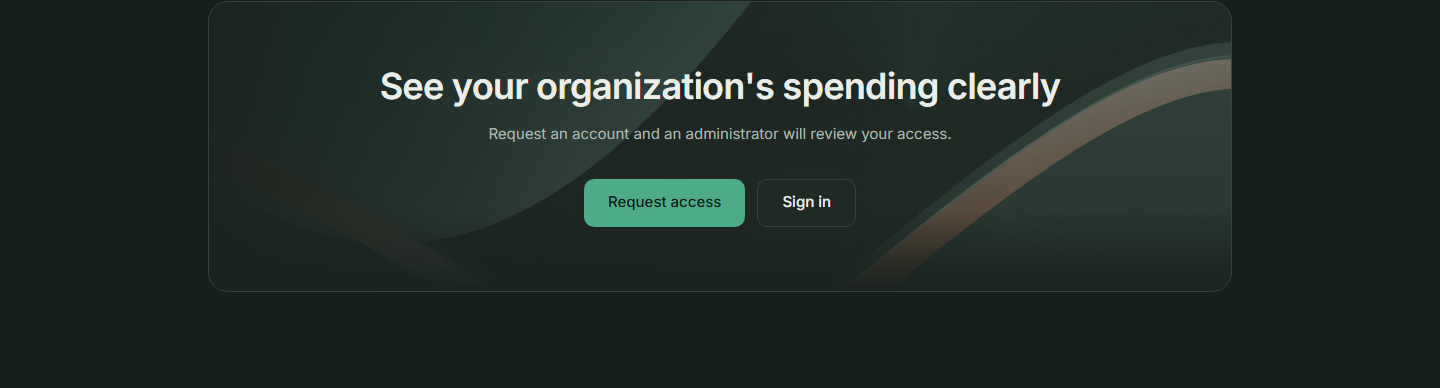 See your organization's spending clearly
Request an account and an administrator will review your access.
Request access
Sign in